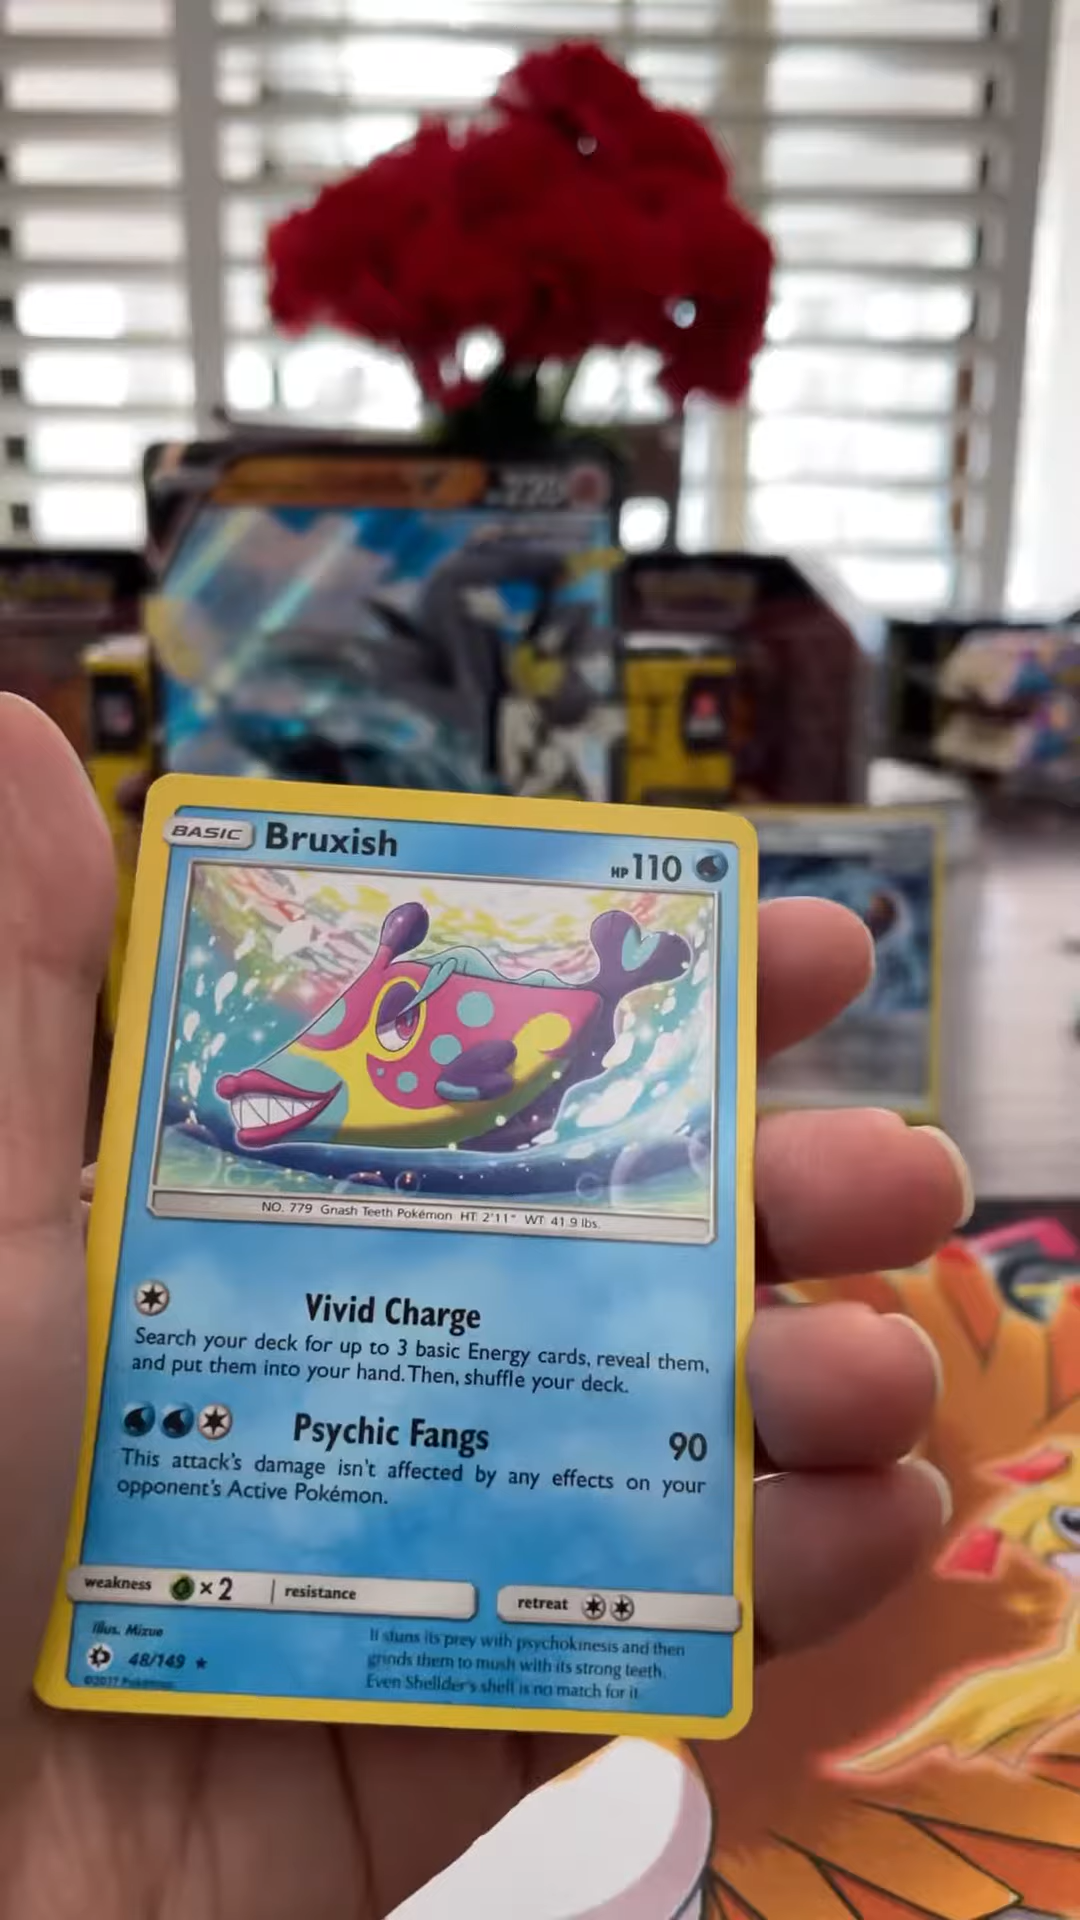 BASIC Bruxish HP 110
NO. 779 Gnash Teeth Pokémon HT: 2'11" WT: 41.9 lbs.
Vivid Charge
Search your deck for up to 3 basic Energy cards, reveal them,
and put them into your hand. Then, shuffle your deck.
Psychic Fangs 90
This attack's damage isn't affected by any effects on your
opponent's Active Pokémon.
weakness ×2 resistance retreat
Illus. Mizue
48/149 ★
©2017 Pokémon
It stuns its prey with psychokinesis and then
grinds them to mush with its strong teeth.
Even Shellder's shell is no match for it.